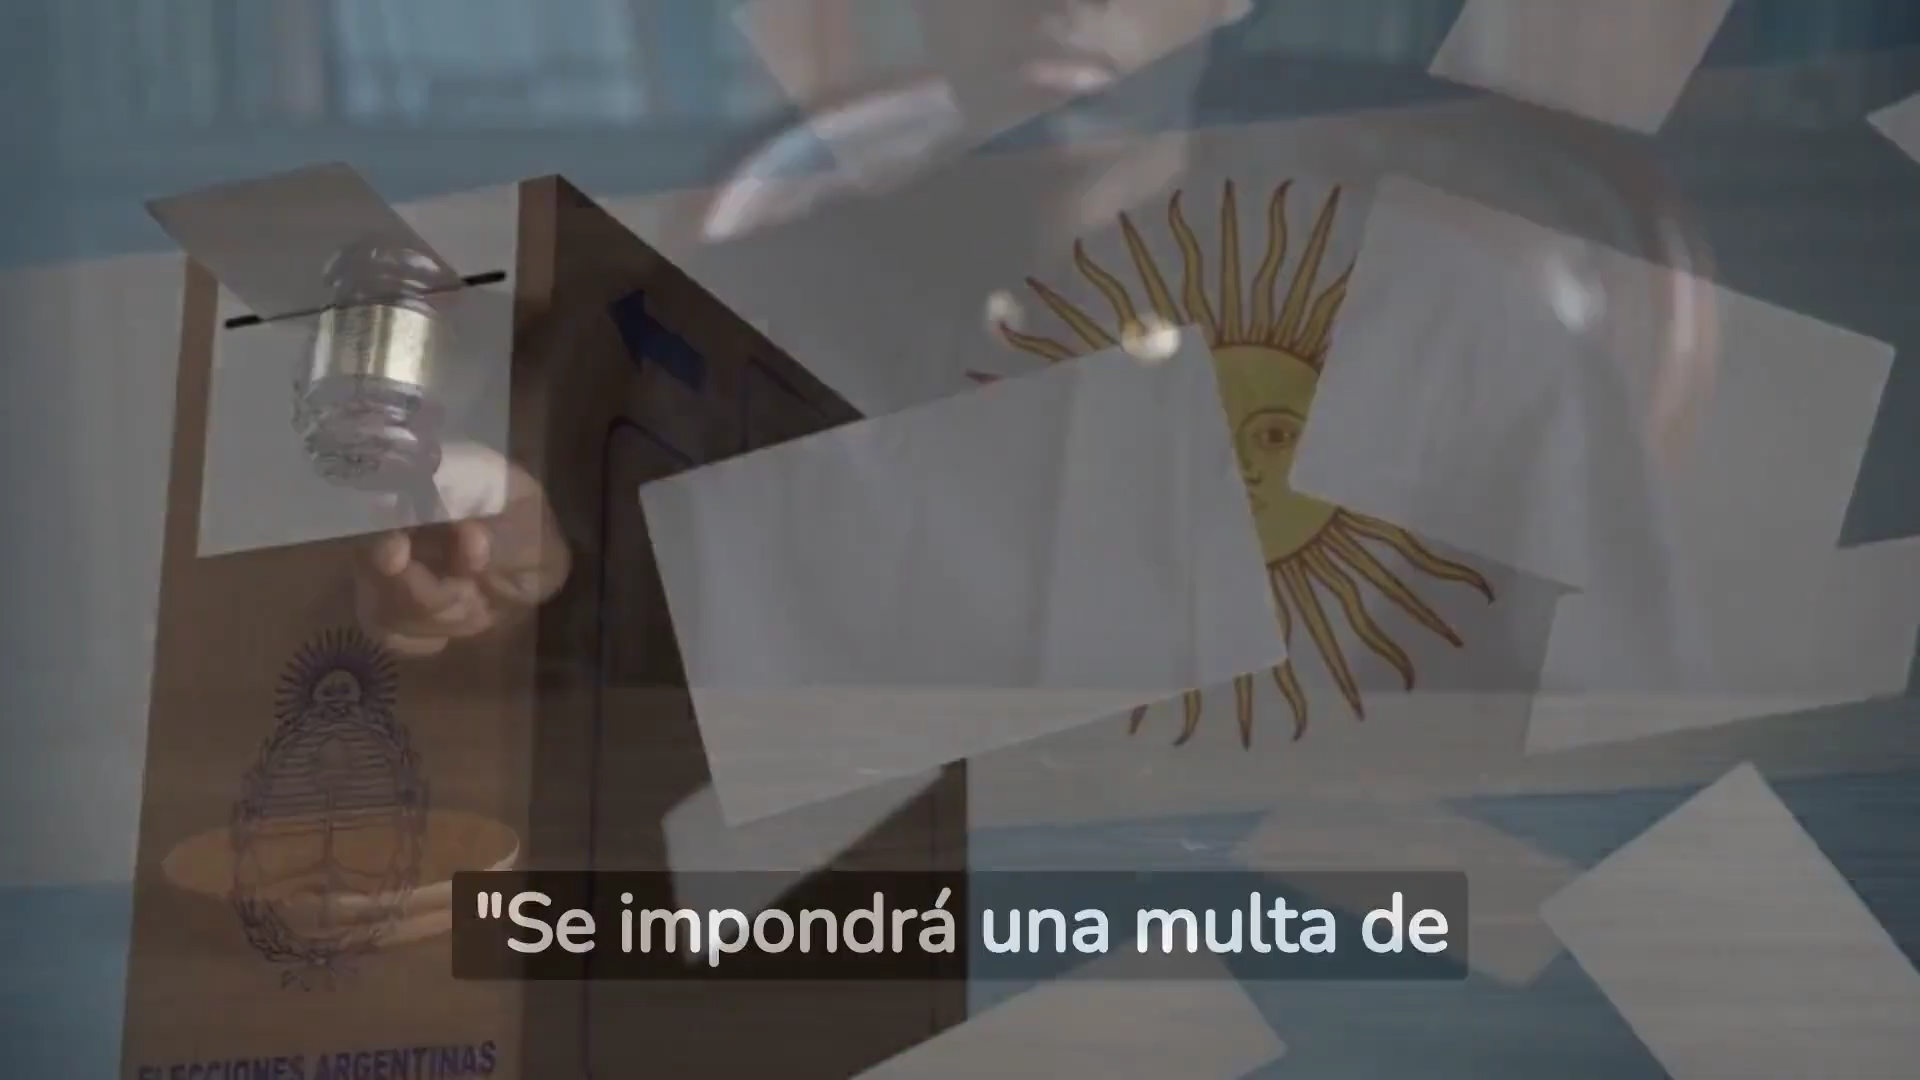 "Se impondrá una multa de
ELECCIONES ARGENTINAS